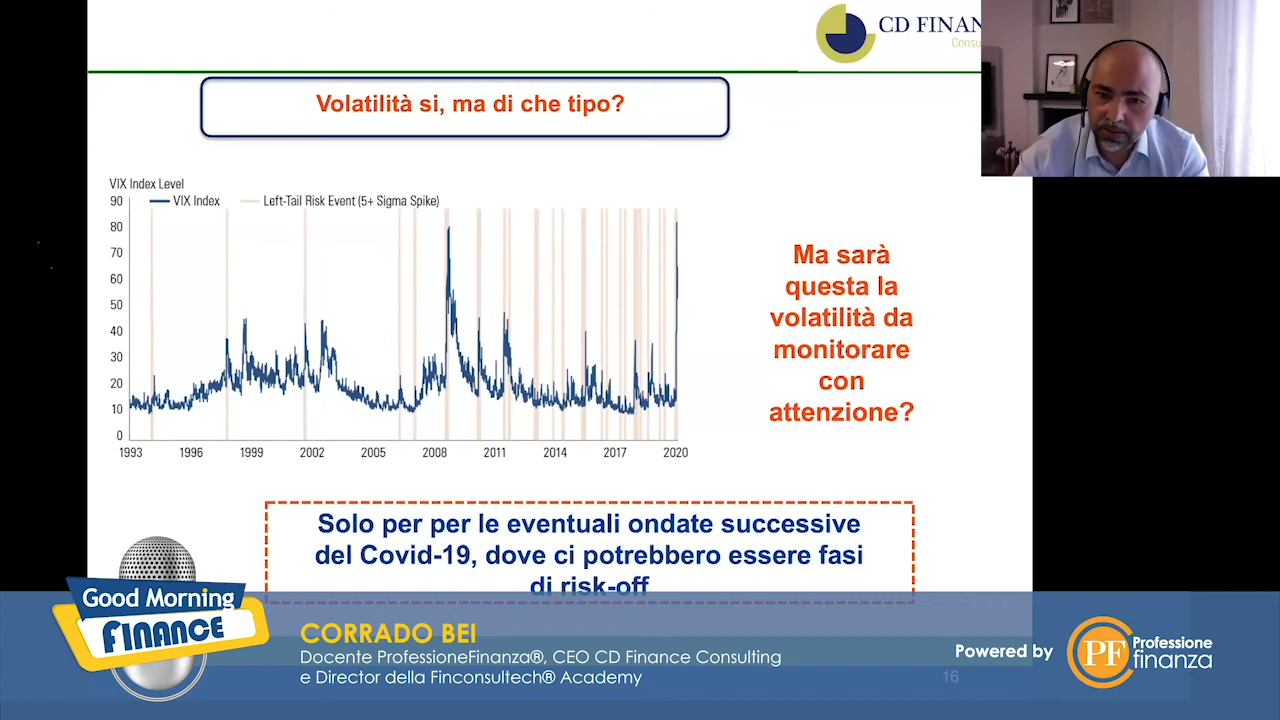 CD FINAN
Consu
Volatilità si, ma di che tipo?
VIX Index Level
VIX Index
Left-Tail Risk Event (5+ Sigma Spike)
90
80
70
60
50
40
30
20
10
0
1993 1996 1999 2002 2005 2008 2011 2014 2017 2020
Ma sarà
questa la
volatilità da
monitorare
con
attenzione?
Solo per per le eventuali ondate successive
del Covid-19, dove ci potrebbero essere fasi
di risk-off
Good Morning
FINANCE
CORRADO BEI
Docente ProfessioneFinanza®, CEO CD Finance Consulting
e Director della Finconsultech® Academy
Powered by
PF
Professione
finanza
16